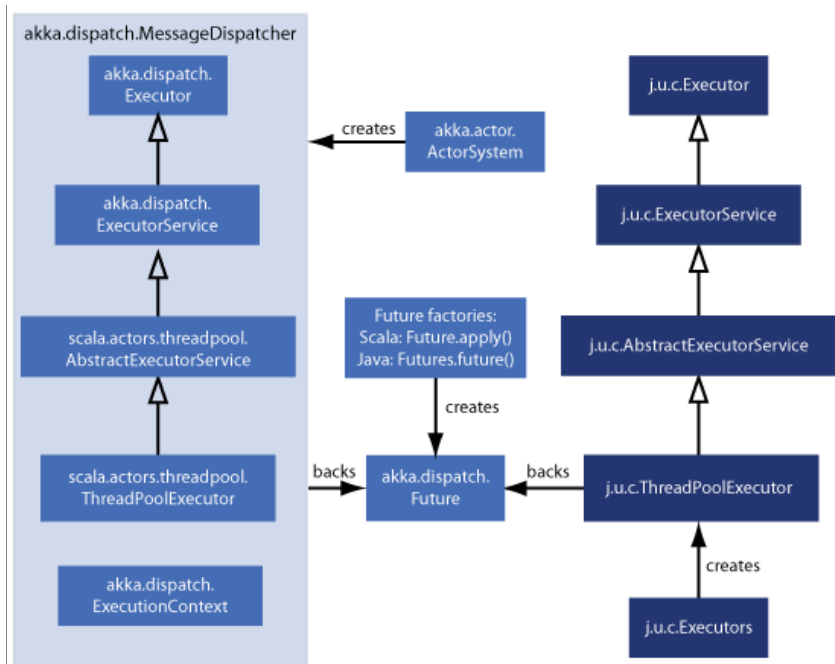 akka.dispatch.MessageDispatcher
akka.dispatch.
Executor
akka.dispatch.
ExecutorService
scala.actors.threadpool.
AbstractExecutorService
scala.actors.threadpool.
ThreadPoolExecutor
akka.dispatch.
ExecutionContext
creates
akka.actor.
ActorSystem
Future factories:
Scala: Future.apply()
Java: Futures.future()
creates
backs
akka.dispatch.
Future
backs
j.u.c.Executor
j.u.c.ExecutorService
j.u.c.AbstractExecutorService
j.u.c.ThreadPoolExecutor
creates
j.u.c.Executors